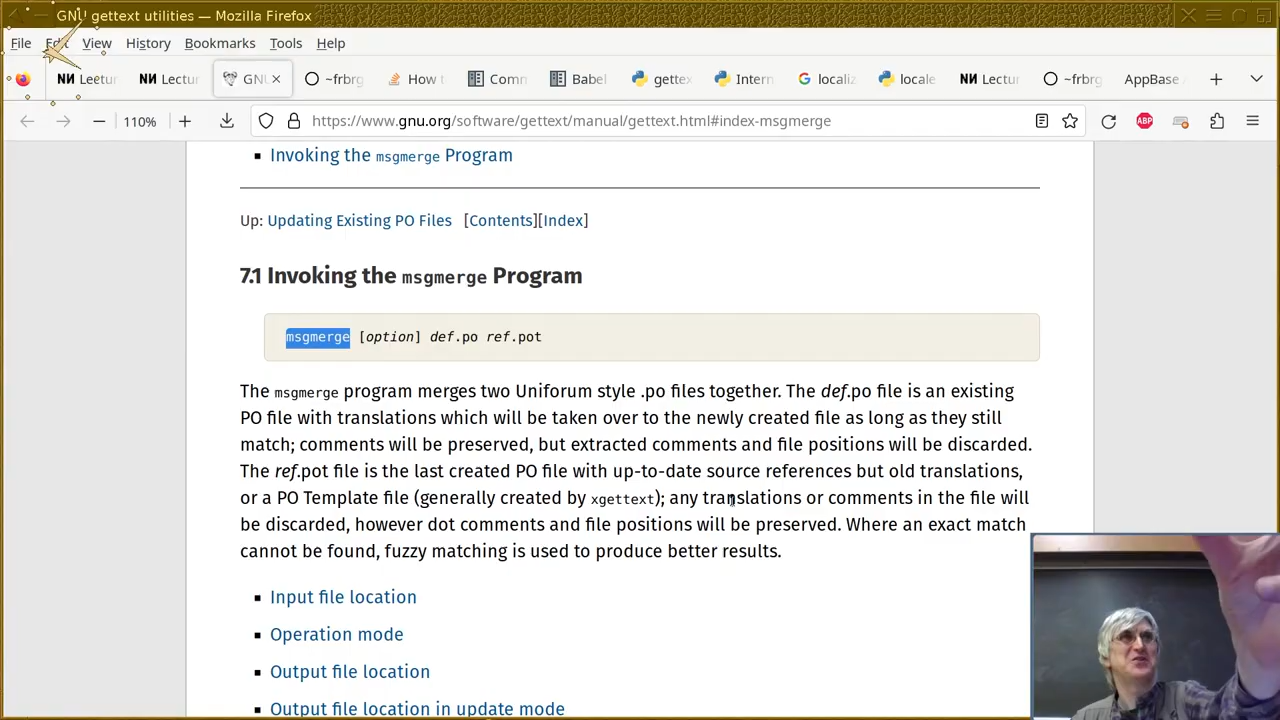 GNU gettext utilities — Mozilla Firefox
File Edit View History Bookmarks Tools Help
Lectur Lectur GNU ~frbrg How t Comm Babel gettex Intern localiz locale Lectu ~frbrg AppBase
110% https://www.gnu.org/software/gettext/manual/gettext.html#index-msgmerge ABP
Invoking the msgmerge Program
Up: Updating Existing PO Files [Contents][Index]
7.1 Invoking the msgmerge Program
msgmerge [option] def.po ref.pot
The msgmerge program merges two Uniforum style .po files together. The def.po file is an existing
PO file with translations which will be taken over to the newly created file as long as they still
match; comments will be preserved, but extracted comments and file positions will be discarded.
The ref.pot file is the last created PO file with up-to-date source references but old translations,
or a PO Template file (generally created by xgettext); any translations or comments in the file will
be discarded, however dot comments and file positions will be preserved. Where an exact match
cannot be found, fuzzy matching is used to produce better results.
Input file location
Operation mode
Output file location
Output file location in update mode